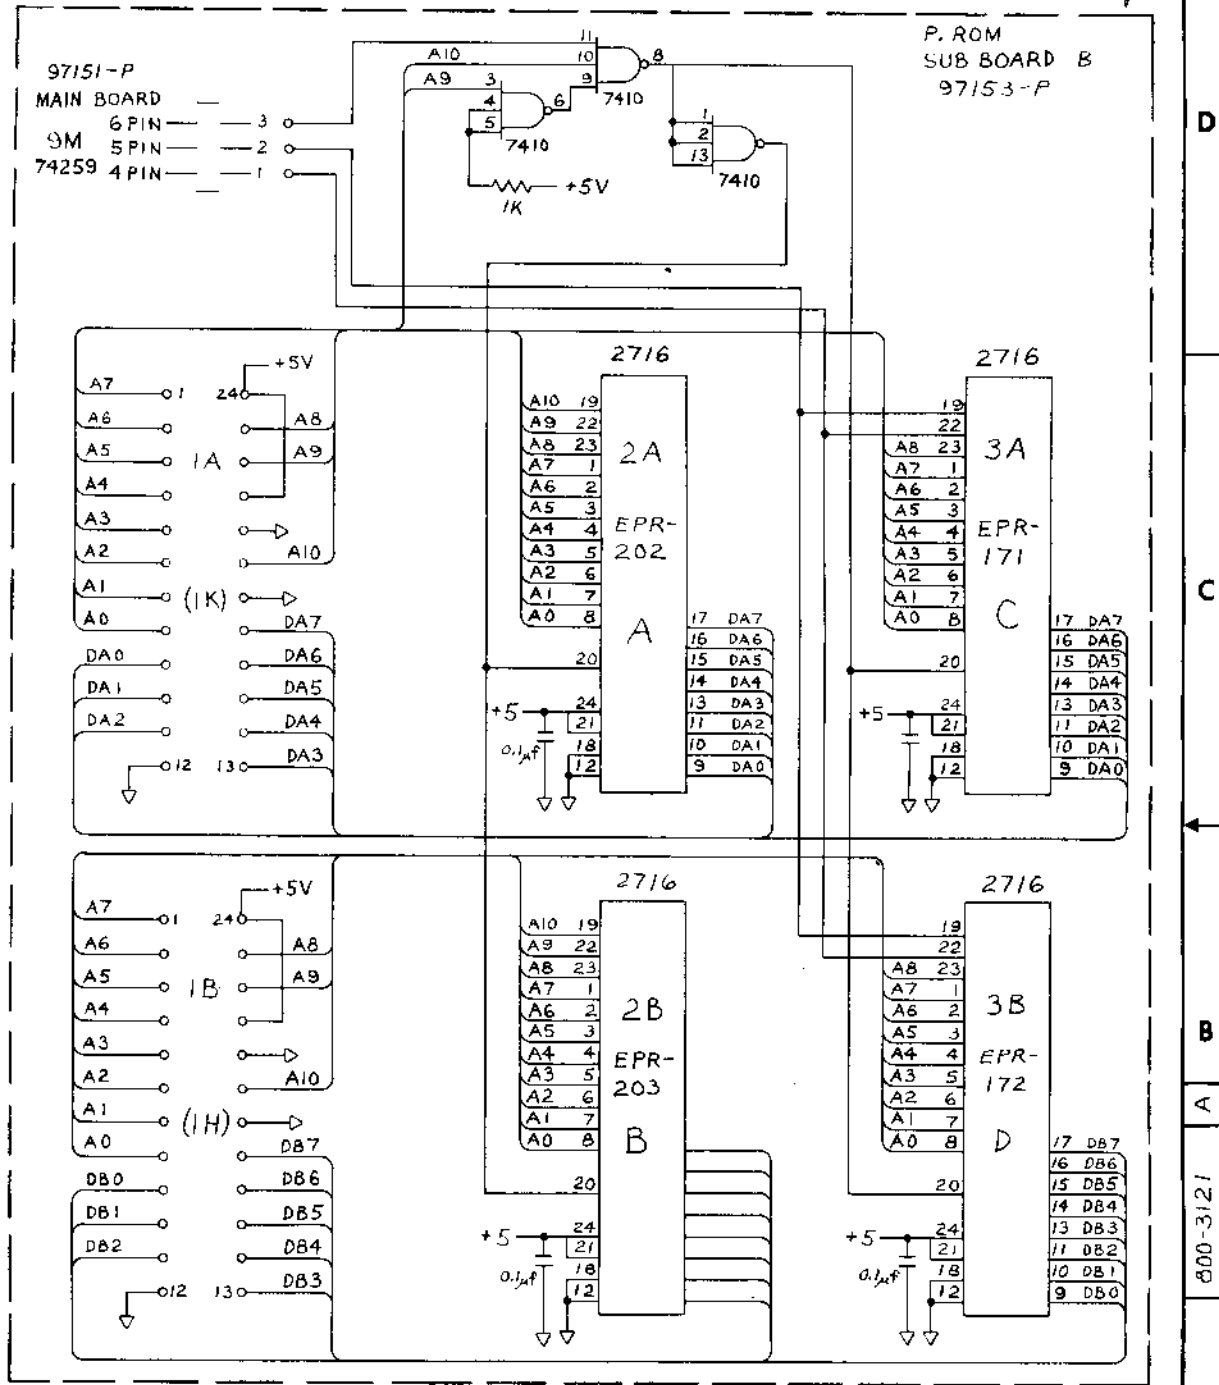 P. ROM
SUB BOARD B
97153-P
97151-P
MAIN BOARD
6 PIN 3
9M 5 PIN 2
74259 4 PIN 1
A10
A9
11
10
9
8
7410
3
4
5
6
7410
1
2
13
7410
1K
+5V
D
C
B
A
800-3121
+5V
A7 1 24
A6 A8
A5 1A A9
A4
A3
A2 A10
A1 (1K)
A0 DA7
DA0 DA6
DA1 DA5
DA2 DA4
12 13 DA3
2716
2A
EPR-
202
A
A10 19
A9 22
A8 23
A7 1
A6 2
A5 3
A4 4
A3 5
A2 6
A1 7
A0 8
20
+5 24
21
0.1µf 18
12
17 DA7
16 DA6
15 DA5
14 DA4
13 DA3
11 DA2
10 DA1
9 DA0
2716
3A
EPR-
171
C
19
22
A8 23
A7 1
A6 2
A5 3
A4 4
A3 5
A2 6
A1 7
A0 8
20
+5 24
21
18
12
17 DA7
16 DA6
15 DA5
14 DA4
13 DA3
11 DA2
10 DA1
9 DA0
+5V
A7 1 24
A6 A8
A5 1B A9
A4
A3
A2 A10
A1 (1H)
A0 DB7
DB0 DB6
DB1 DB5
DB2 DB4
12 13 DB3
2716
2B
EPR-
203
B
A10 19
A9 22
A8 23
A7 1
A6 2
A5 3
A4 4
A3 5
A2 6
A1 7
A0 8
20
+5 24
21
0.1µf 18
12
2716
3B
EPR-
172
D
19
22
A8 23
A7 1
A6 2
A5 3
A4 4
A3 5
A2 6
A1 7
A0 8
20
+5 24
21
0.1µf 18
12
17 DB7
16 DB6
15 DB5
14 DB4
13 DB3
11 DB2
10 DB1
9 DB0